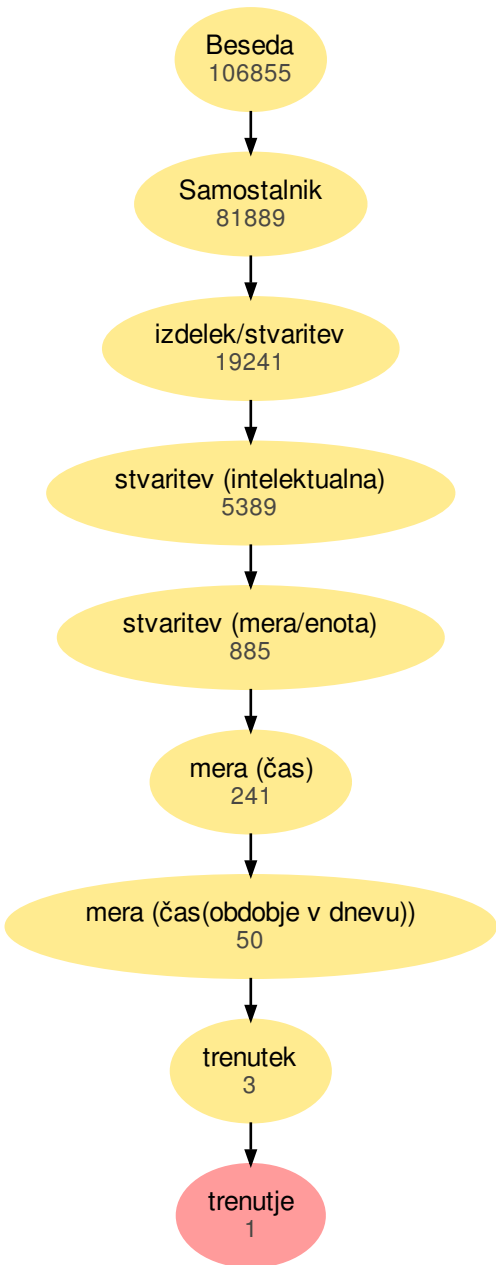 Beseda
106855
Samostalnik
81889
izdelek/stvaritev
19241
stvaritev (intelektualna)
5389
stvaritev (mera/enota)
885
mera (čas)
241
mera (čas(obdobje v dnevu))
50
trenutek
3
trenutje
1